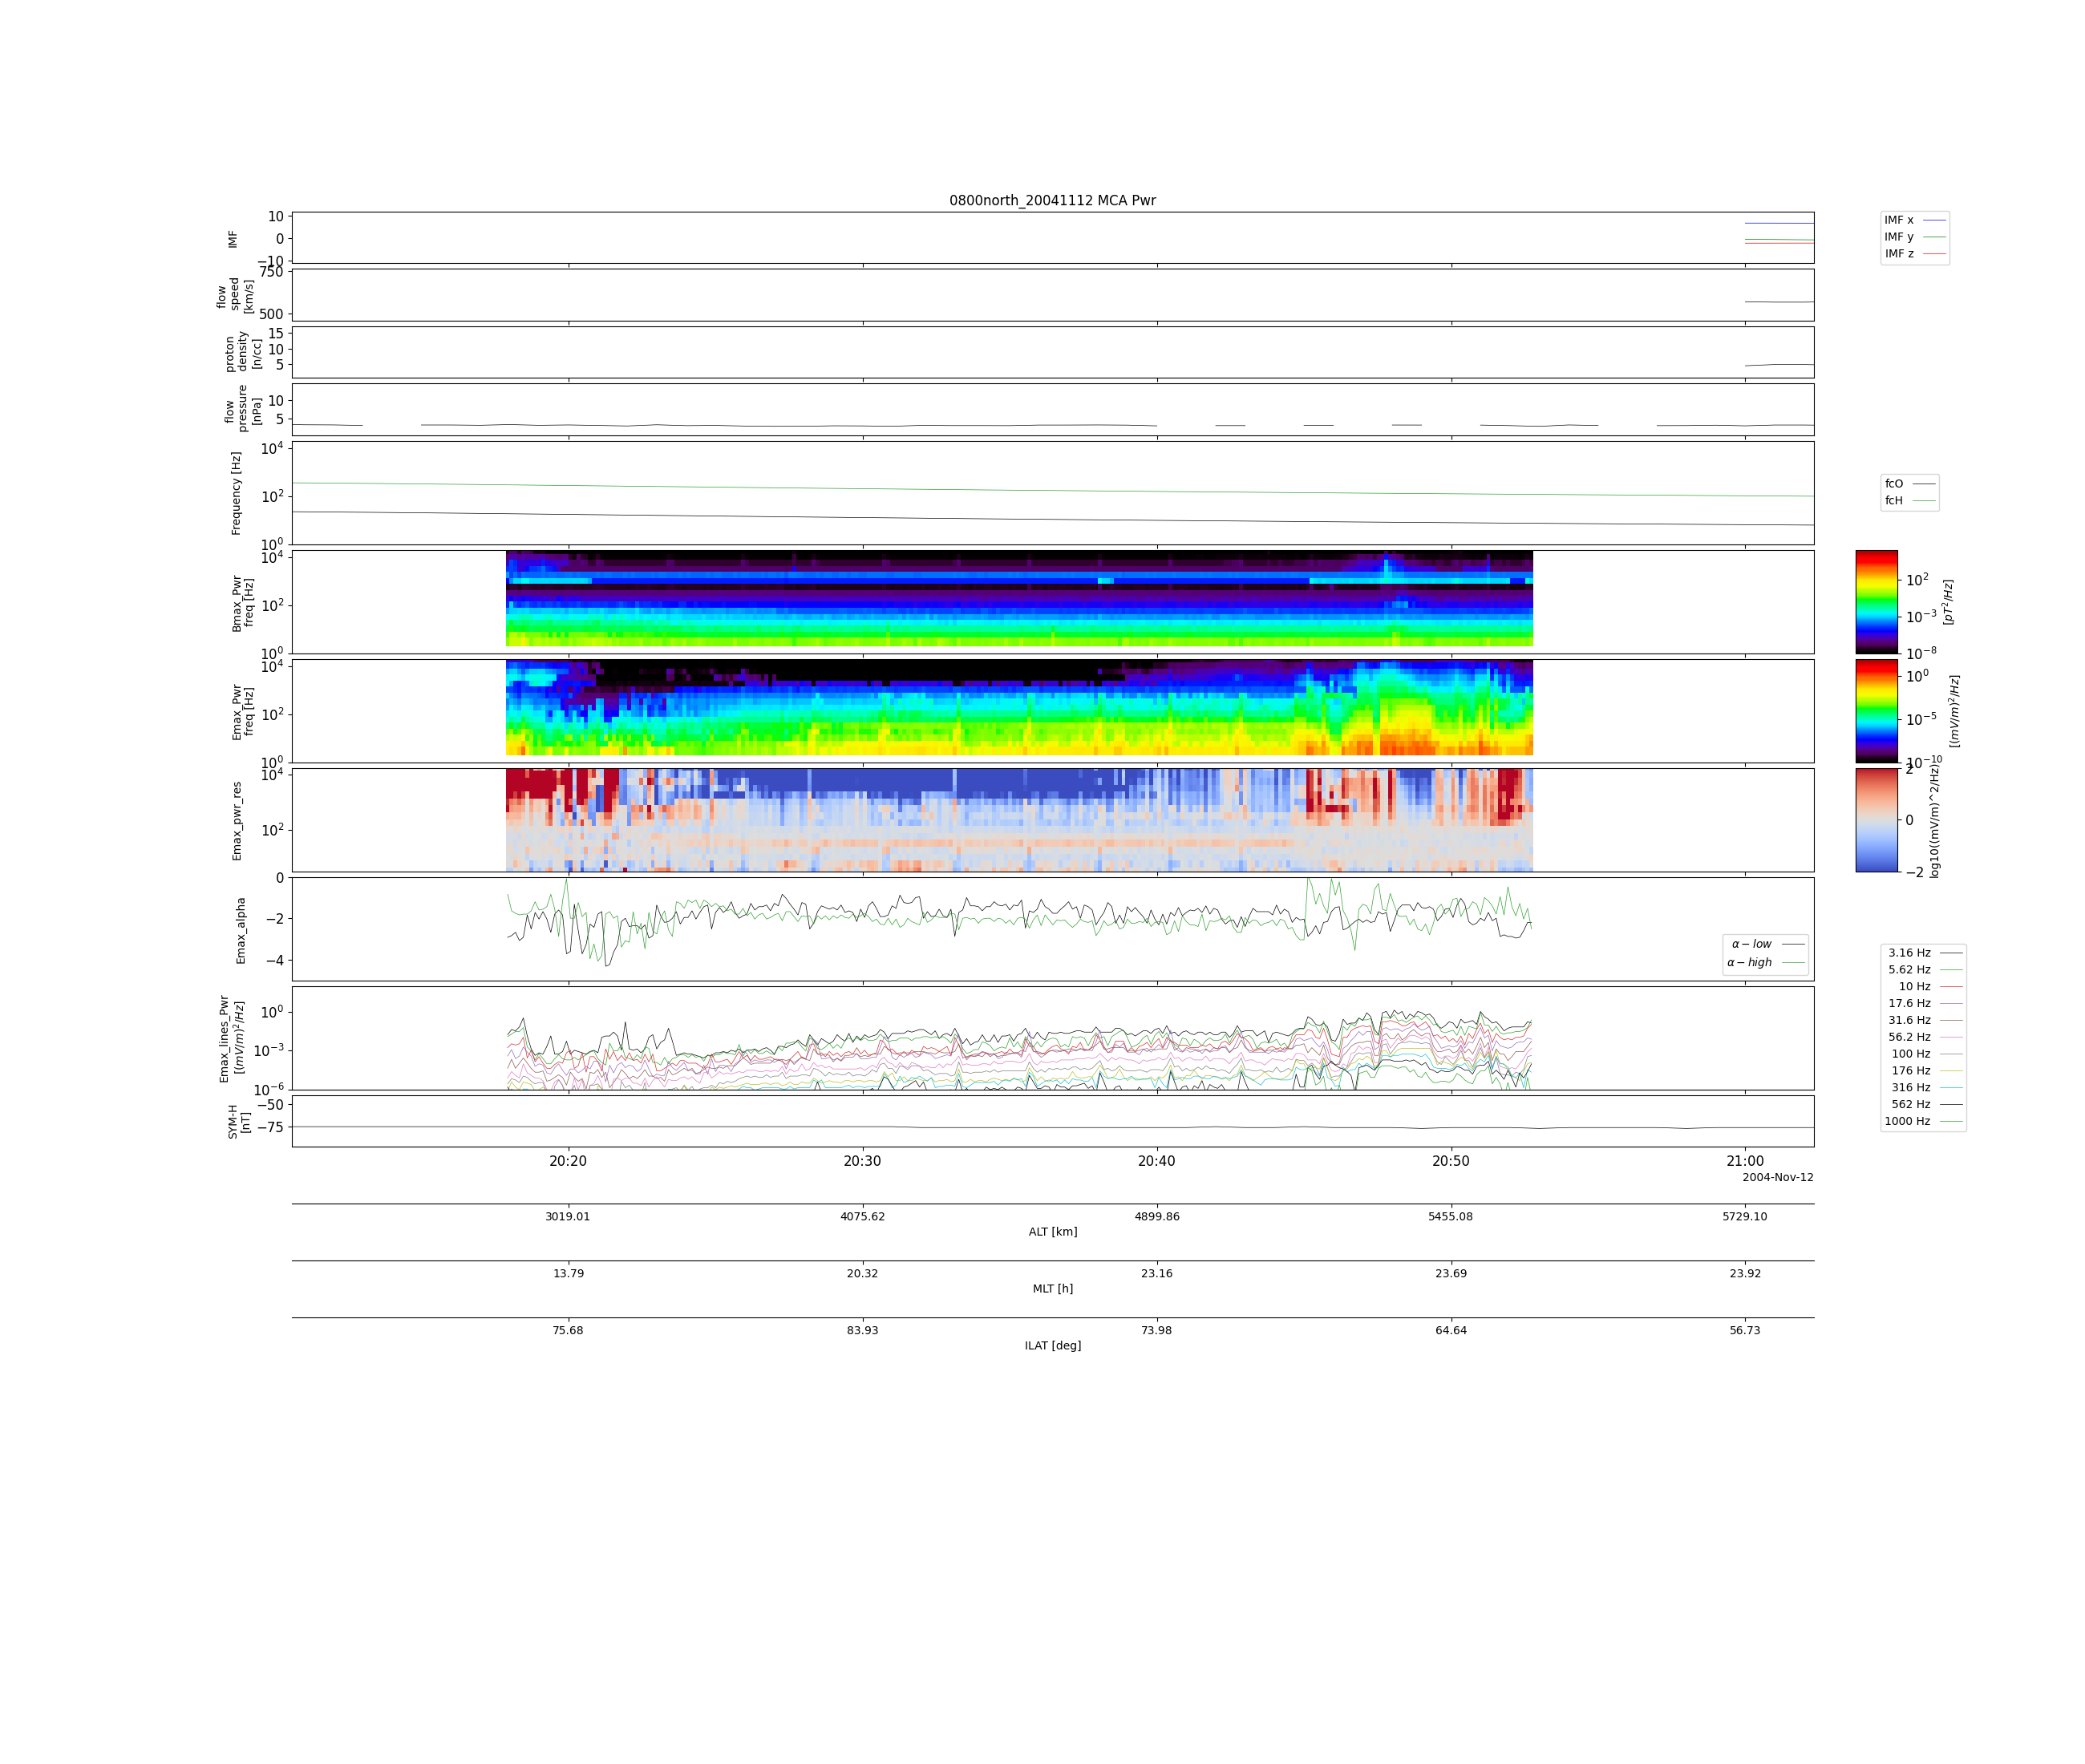 0800north_20041112 MCA Pwr
IMF
10
0
−10
IMF x
IMF y
IMF z
flow
speed
[km/s]
750
500
proton
density
[n/cc]
15
10
5
flow
pressure
[nPa]
10
5
Frequency [Hz]
10^4
10^2
10^0
fcO
fcH
Bmax_Pwr
freq [Hz]
10^4
10^2
10^0
10^2
10^-3
10^-8
[pT^2/Hz]
Emax_Pwr
freq [Hz]
10^4
10^2
10^0
10^0
10^-5
10^-10
[(mV/m)^2/Hz]
Emax_pwr_res
10^4
10^2
2
0
−2
log10((mV/m)^2/Hz)
Emax_alpha
0
−2
−4
α − low
α − high
Emax_lines_Pwr
[(mV/m)^2/Hz]
10^0
10^-3
10^-6
3.16 Hz
5.62 Hz
10 Hz
17.6 Hz
31.6 Hz
56.2 Hz
100 Hz
176 Hz
316 Hz
562 Hz
1000 Hz
SYM-H
[nT]
−50
−75
20:20 20:30 20:40 20:50 21:00
2004-Nov-12
3019.01 4075.62 4899.86 5455.08 5729.10
ALT [km]
13.79 20.32 23.16 23.69 23.92
MLT [h]
75.68 83.93 73.98 64.64 56.73
ILAT [deg]